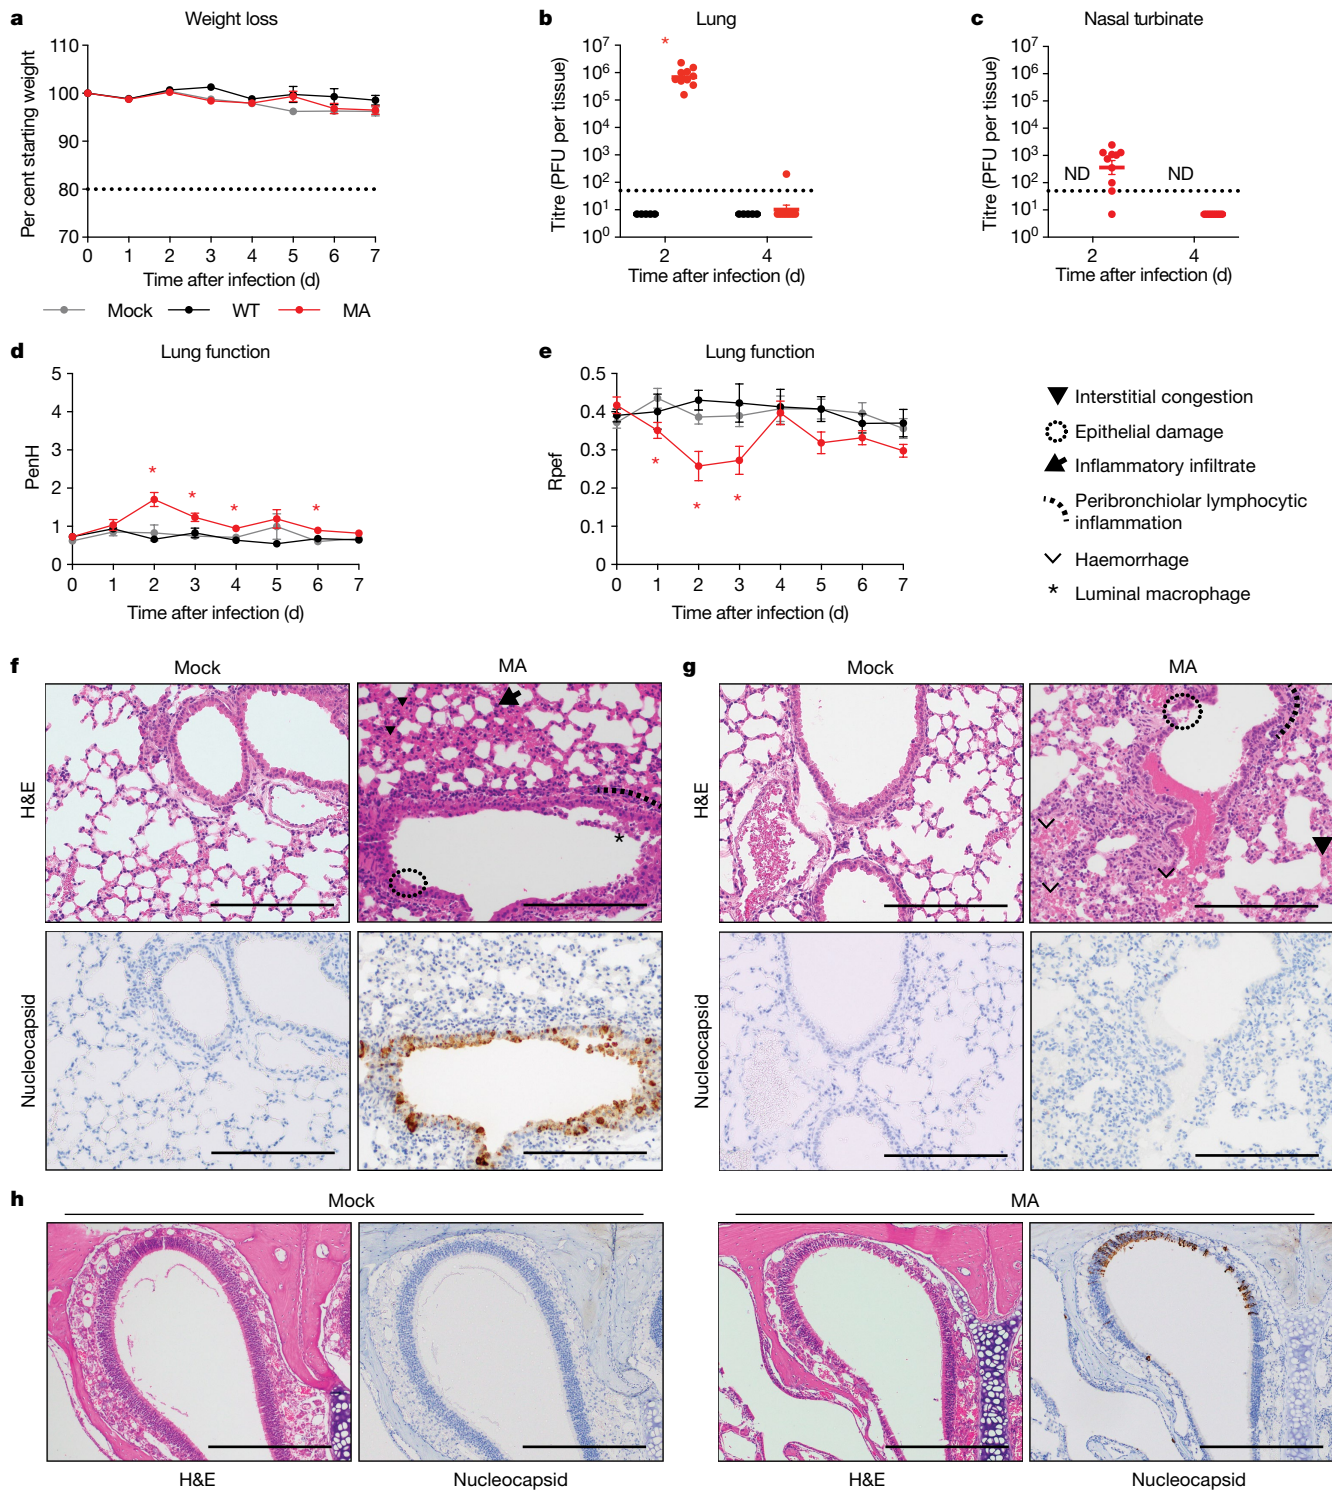 a
Weight loss
Per cent starting weight
110
100
90
80
70
0 1 2 3 4 5 6 7
Time after infection (d)
Mock WT MA
b
Lung
*
Titre (PFU per tissue)
10⁷
10⁶
10⁵
10⁴
10³
10²
10¹
10⁰
2 4
Time after infection (d)
c
Nasal turbinate
Titre (PFU per tissue)
10⁷
10⁶
10⁵
10⁴
10³
10²
10¹
10⁰
ND ND
2 4
Time after infection (d)
d
Lung function
PenH
5
4
3
2
1
0
* * * *
0 1 2 3 4 5 6 7
Time after infection (d)
e
Lung function
Rpef
0.5
0.4
0.3
0.2
0.1
0
* * *
0 1 2 3 4 5 6 7
Time after infection (d)
Interstitial congestion
Epithelial damage
Inflammatory infiltrate
Peribronchiolar lymphocytic
inflammation
Haemorrhage
* Luminal macrophage
f
Mock MA
H&E
*
Nucleocapsid
g
Mock MA
H&E
Nucleocapsid
h
Mock
H&E Nucleocapsid
MA
H&E Nucleocapsid